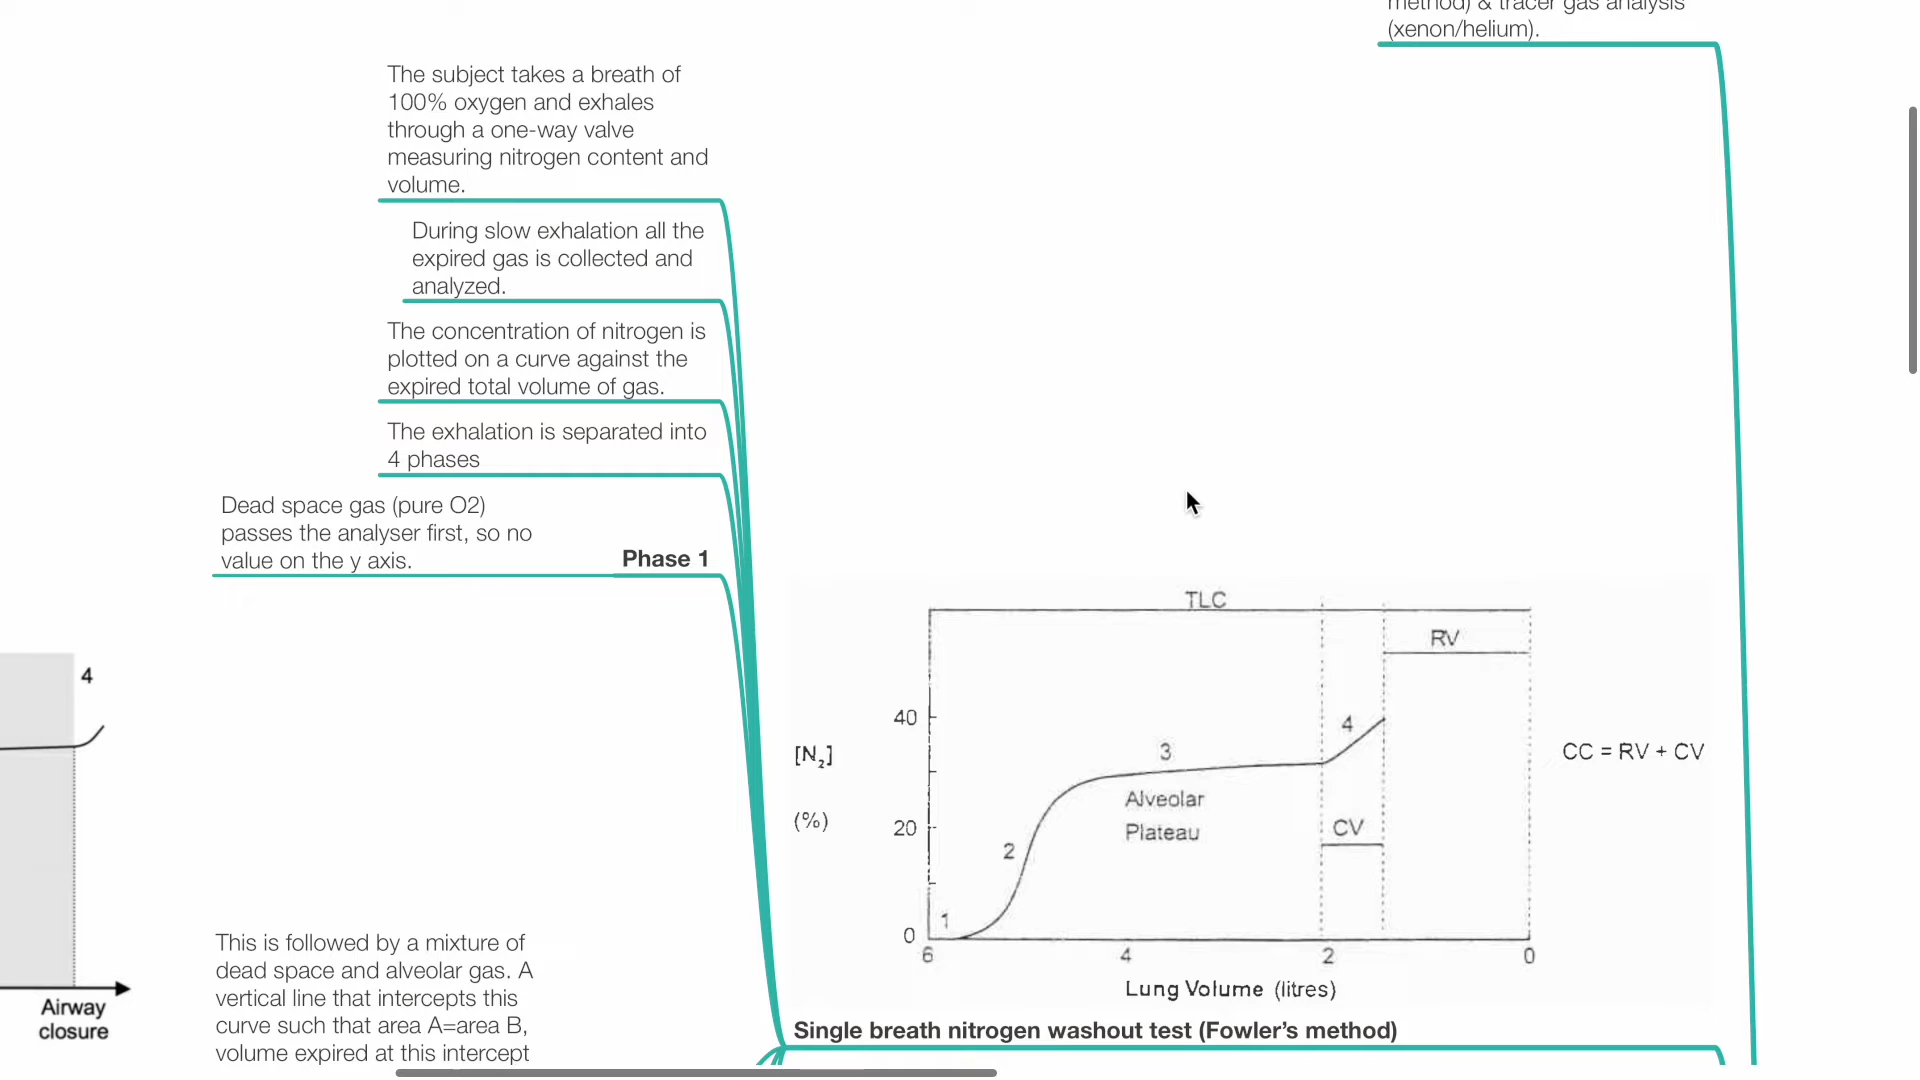 method) & tracer gas analysis
(xenon/helium).
The subject takes a breath of
100% oxygen and exhales
through a one-way valve
measuring nitrogen content and
volume.
During slow exhalation all the
expired gas is collected and
analyzed.
The concentration of nitrogen is
plotted on a curve against the
expired total volume of gas.
The exhalation is separated into
4 phases
Dead space gas (pure O2)
passes the analyser first, so no
value on the y axis.
Phase 1
4
Airway
closure
This is followed by a mixture of
dead space and alveolar gas. A
vertical line that intercepts this
curve such that area A=area B,
volume expired at this intercept
TLC
RV
40
4
[N₂]
3
CC = RV + CV
Alveolar
(%)
20
Plateau
CV
2
1
0
6
4
2
0
Lung Volume (litres)
Single breath nitrogen washout test (Fowler's method)